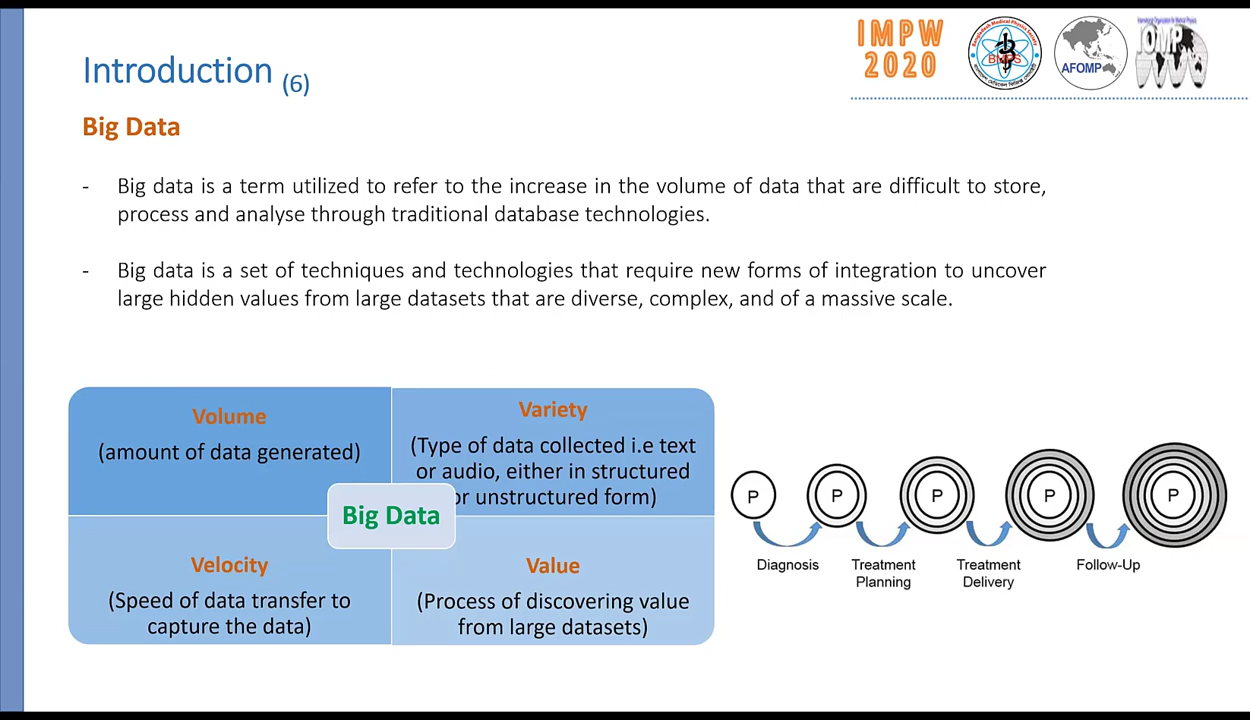 IMPW
2020
BMPS
AFOMP
IOMP
Introduction (6)
Big Data
- Big data is a term utilized to refer to the increase in the volume of data that are difficult to store,
process and analyse through traditional database technologies.
- Big data is a set of techniques and technologies that require new forms of integration to uncover
large hidden values from large datasets that are diverse, complex, and of a massive scale.
Volume
(amount of data generated)
Variety
(Type of data collected i.e text
or audio, either in structured
or unstructured form)
Big Data
Velocity
(Speed of data transfer to
capture the data)
Value
(Process of discovering value
from large datasets)
P
P
P
P
P
Diagnosis
Treatment
Planning
Treatment
Delivery
Follow-Up